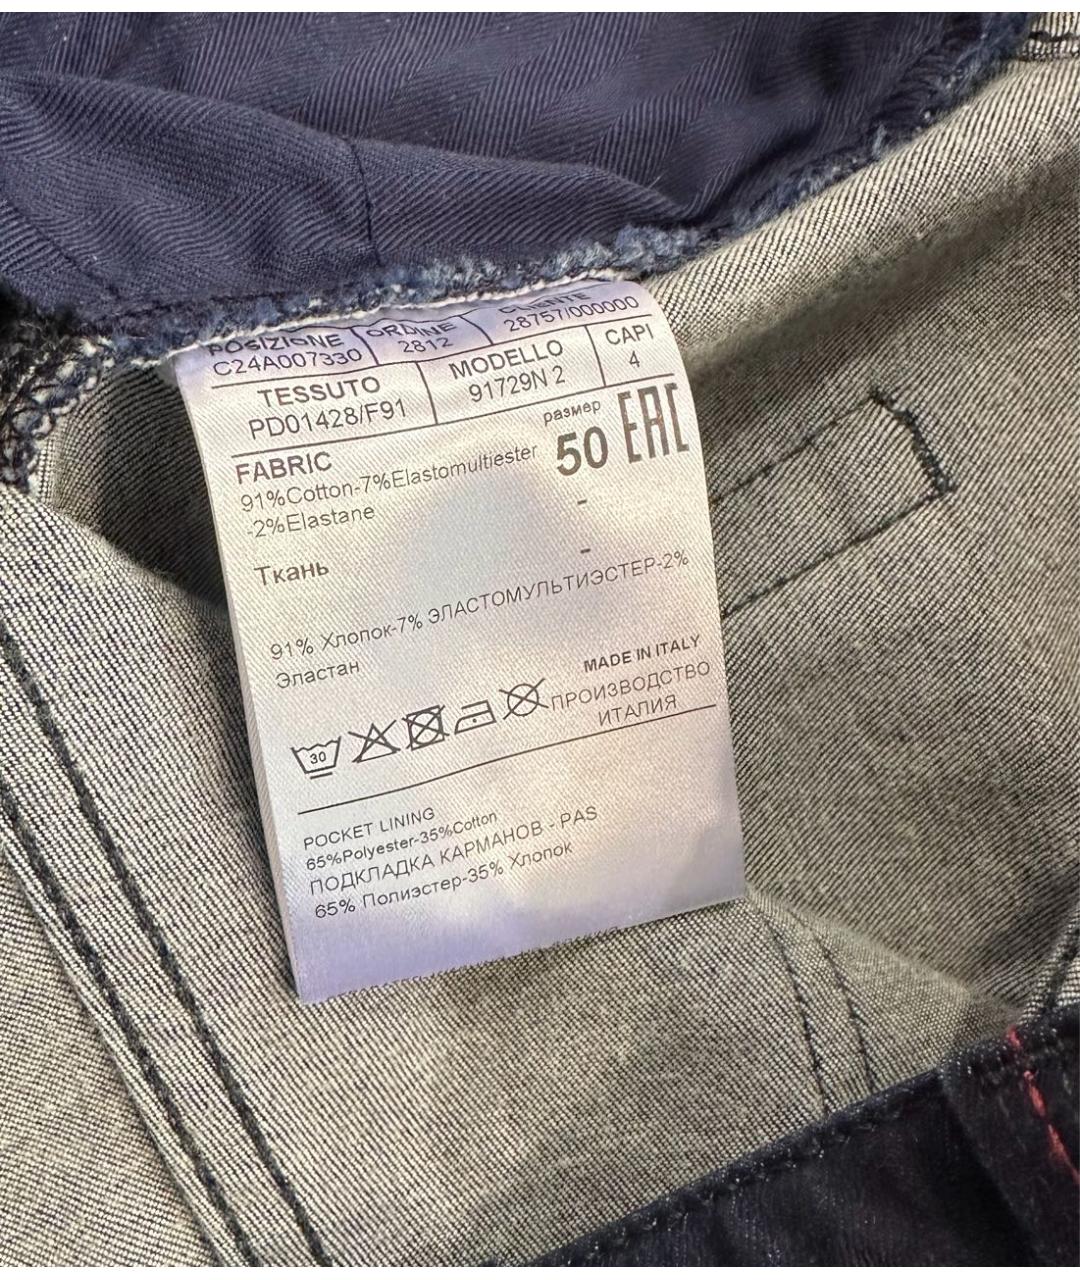 POSIZIONE ORDINE CLIENTE
C24A007330 2812 28757/000000
TESSUTO MODELLO CAPI
PD01428/F91 91729N 2 4
FABRIC размер EAC
91%Cotton-7%Elastomultiester 50
-2%Elastane -
Ткань -
91% Хлопок-7% ЭЛАСТОМУЛЬТИЭСТЕР-2%
Эластан
MADE IN ITALY
30 ПРОИЗВОДСТВО
ИТАЛИЯ
POCKET LINING
65%Polyester-35%Cotton
ПОДКЛАДКА КАРМАНОВ - PAS
65% Полиэстер-35% Хлопок